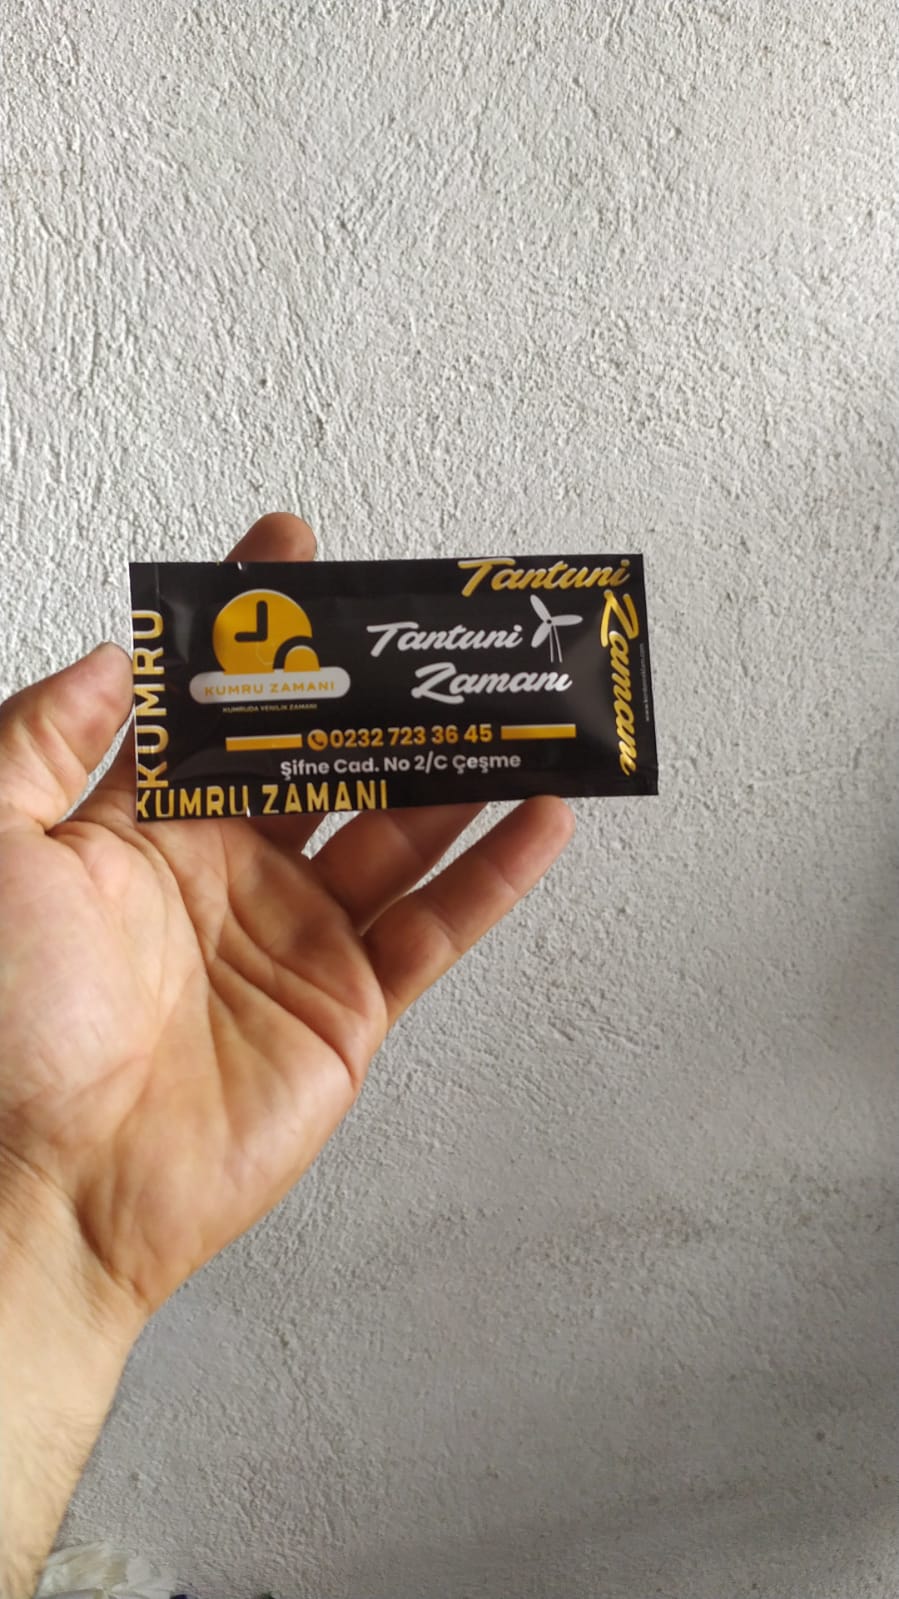 Tantuni
Zamanı
KUMRU
KUMRU ZAMANI
KUMRUDA YENİLİK ZAMANI
Tantuni
Zamanı
0232 723 36 45
Şifne Cad. No 2/C Çeşme
KUMRU ZAMANI